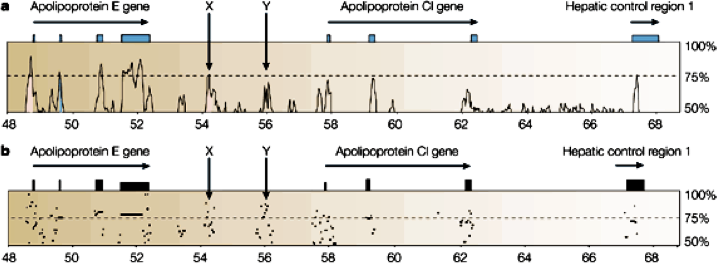 a Apolipoprotein E gene X Y Apolipoprotein CI gene Hepatic control region 1
100%
75%
50%
48 50 52 54 56 58 60 62 64 66 68
b Apolipoprotein E gene X Y Apolipoprotein CI gene Hepatic control region 1
100%
75%
50%
48 50 52 54 56 58 60 62 64 66 68